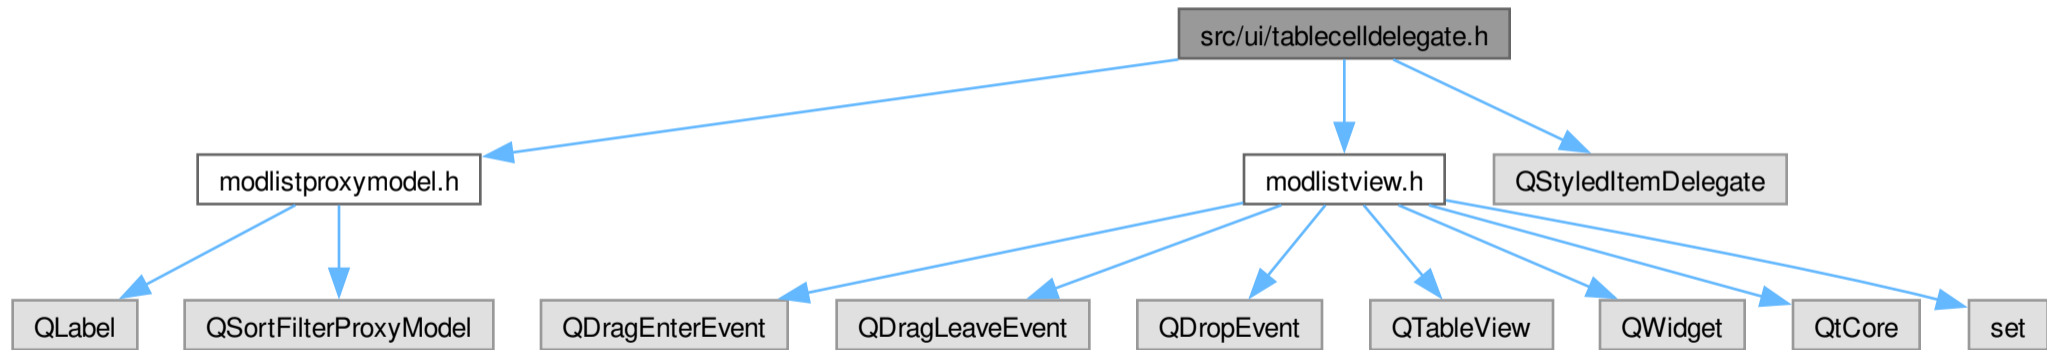 src/ui/tablecelldelegate.h
modlistproxymodel.h
modlistview.h
QStyledItemDelegate
QLabel
QSortFilterProxyModel
QDragEnterEvent
QDragLeaveEvent
QDropEvent
QTableView
QWidget
QtCore
set